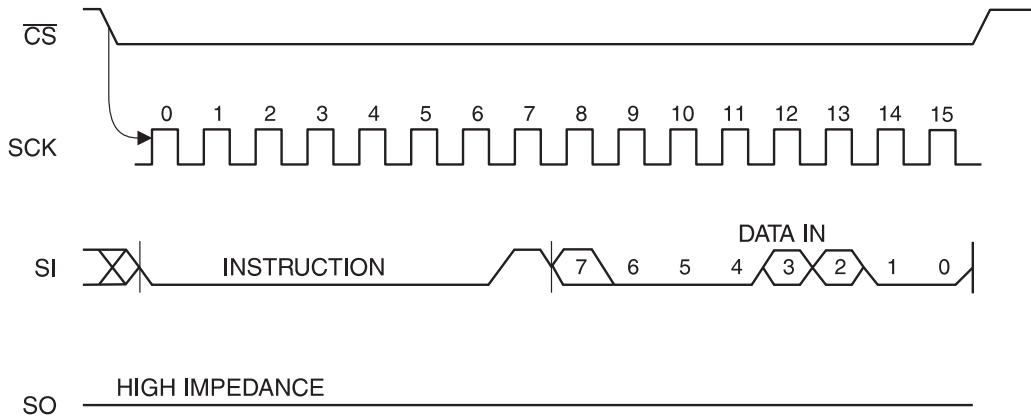 CS
0 1 2 3 4 5 6 7 8 9 10 11 12 13 14 15
SCK
DATA IN
SI
INSTRUCTION
7 6 5 4 3 2 1 0
HIGH IMPEDANCE
SO